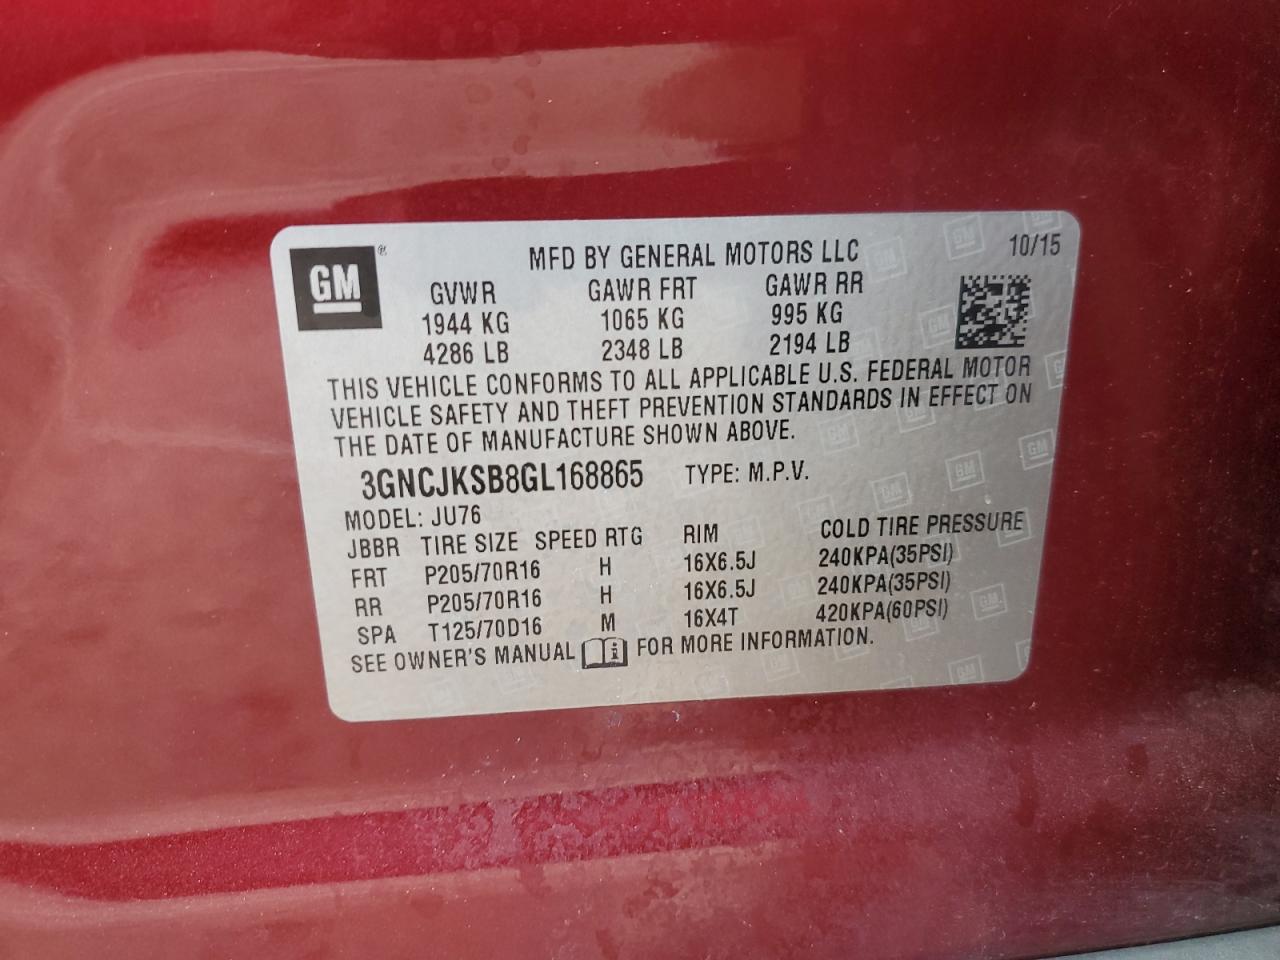 GM®
MFD BY GENERAL MOTORS LLC 10/15
GVWR GAWR FRT GAWR RR
1944 KG 1065 KG 995 KG
4286 LB 2348 LB 2194 LB
THIS VEHICLE CONFORMS TO ALL APPLICABLE U.S. FEDERAL MOTOR
VEHICLE SAFETY AND THEFT PREVENTION STANDARDS IN EFFECT ON
THE DATE OF MANUFACTURE SHOWN ABOVE.
3GNCJKSB8GL168865 TYPE: M.P.V.
MODEL: JU76
JBBR TIRE SIZE SPEED RTG RIM COLD TIRE PRESSURE
FRT P205/70R16 H 16X6.5J 240KPA(35PSI)
RR P205/70R16 H 16X6.5J 240KPA(35PSI)
SPA T125/70D16 M 16X4T 420KPA(60PSI)
SEE OWNER'S MANUAL i FOR MORE INFORMATION.